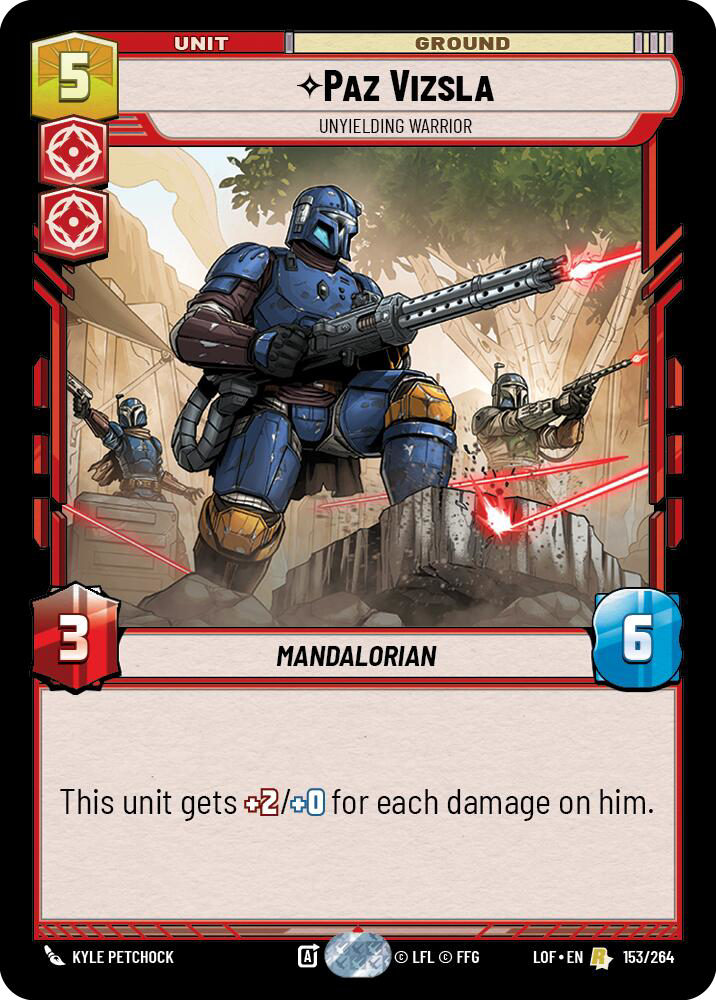 UNIT
GROUND
5
✧PAZ VIZSLA
UNYIELDING WARRIOR
3
MANDALORIAN
6
This unit gets +2/+0 for each damage on him.
KYLE PETCHOCK
A
© LFL © FFG
LOF • EN
R
153/264